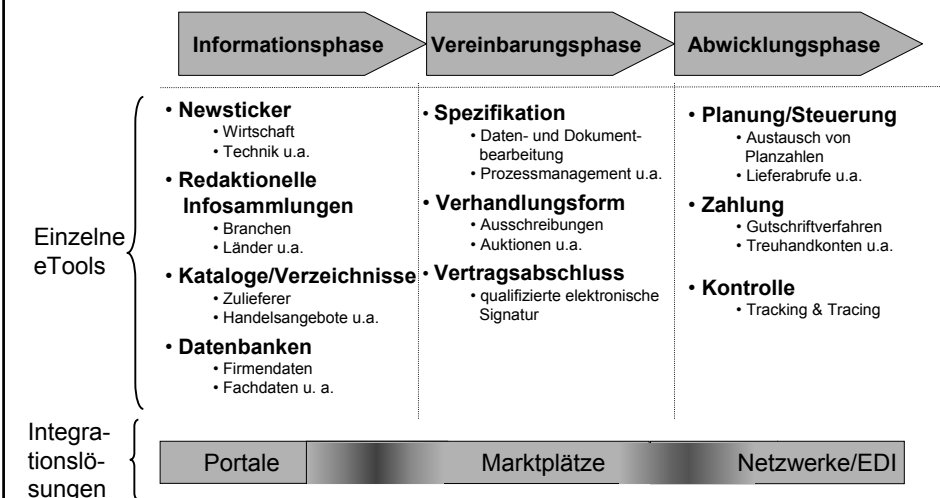 Informationsphase
Vereinbarungsphase
Abwicklungsphase
Einzelne
eTools
• Newsticker
• Wirtschaft
• Technik u.a.
• Redaktionelle
Infosammlungen
• Branchen
• Länder u.a.
• Kataloge/Verzeichnisse
• Zulieferer
• Handelsangebote u.a.
• Datenbanken
• Firmendaten
• Fachdaten u. a.
• Spezifikation
• Daten- und Dokument-
bearbeitung
• Prozessmanagement u.a.
• Verhandlungsform
• Ausschreibungen
• Auktionen u.a.
• Vertragsabschluss
• qualifizierte elektronische
Signatur
• Planung/Steuerung
• Austausch von
Planzahlen
• Lieferabrufe u.a.
• Zahlung
• Gutschriftverfahren
• Treuhandkonten u.a.
• Kontrolle
• Tracking & Tracing
Integra-
tionslö-
sungen
Portale
Marktplätze
Netzwerke/EDI